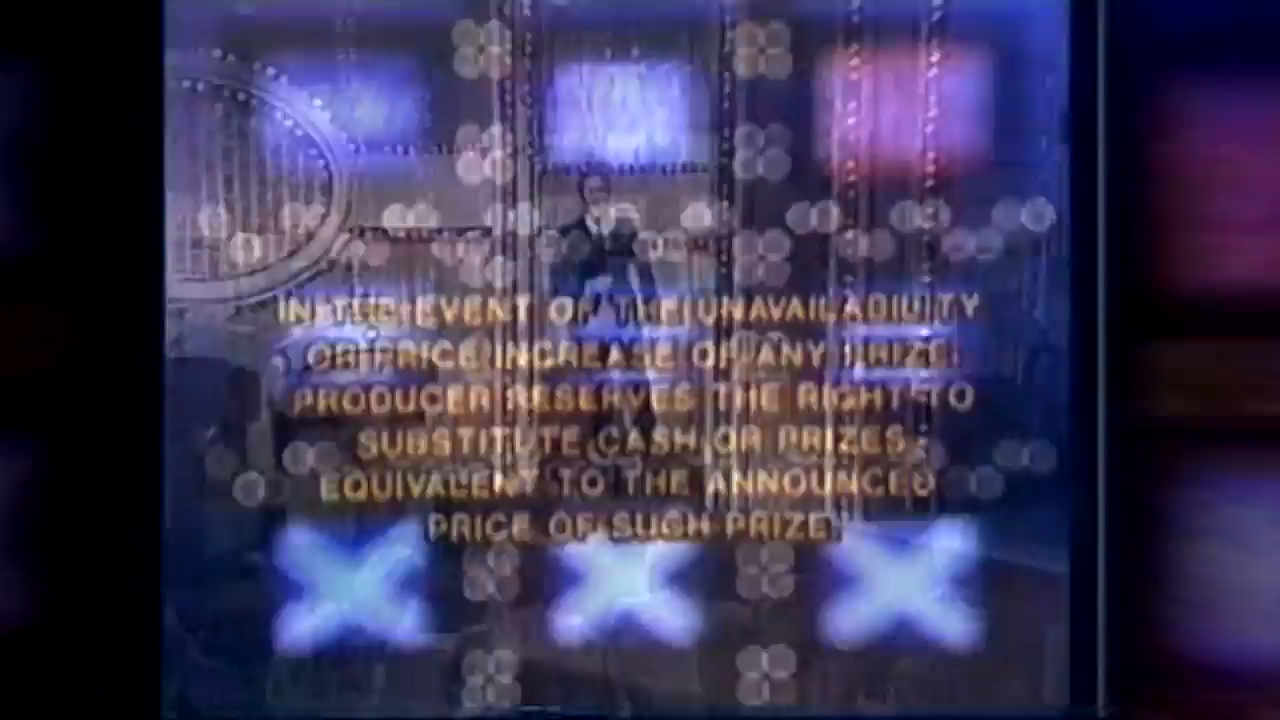 IN THE EVENT OF THE UNAVAILABILITY
OR PRICE INCREASE OF ANY PRIZE,
PRODUCER RESERVES THE RIGHT TO
SUBSTITUTE CASH OR PRIZES
EQUIVALENT TO THE ANNOUNCED
PRICE OF SUCH PRIZE.